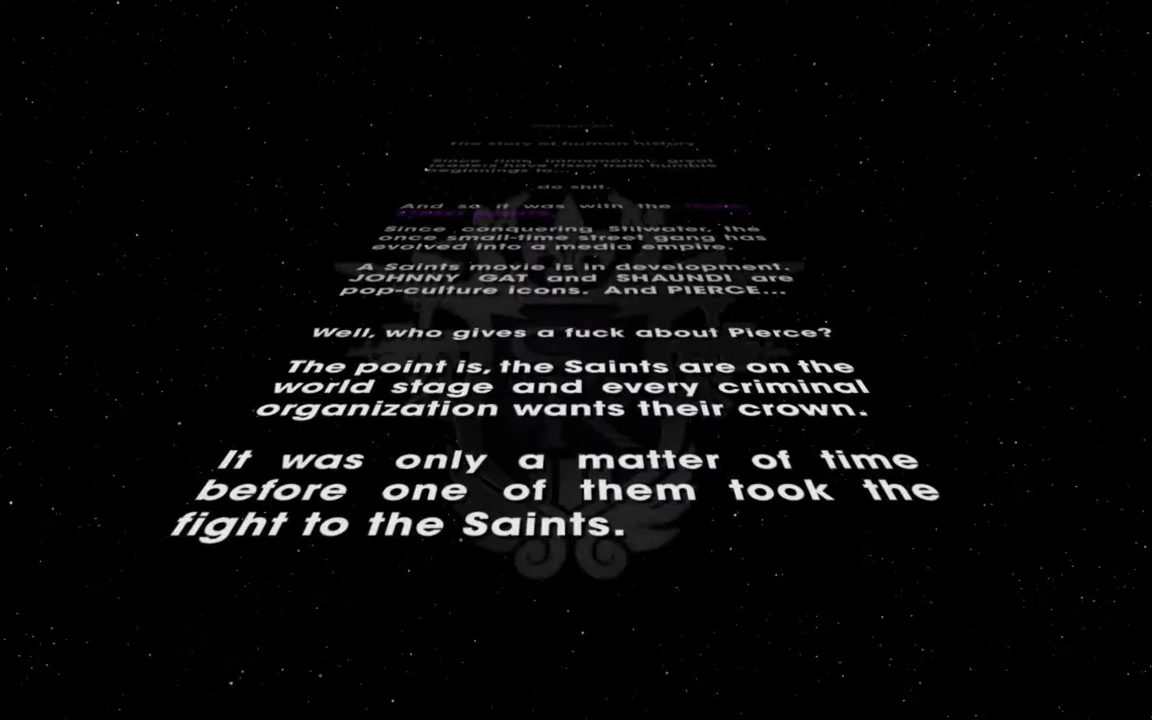 The story of human history
Since time immemorial, great
leaders have risen from humble
beginnings to...
do shit.
And so it was with the Third
Street Saints.
Since conquering Stilwater, the
once small-time street gang has
evolved into a media empire.
A Saints movie is in development.
JOHNNY GAT and SHAUNDI are
pop-culture icons. And PIERCE...
Well, who gives a fuck about Pierce?
The point is, the Saints are on the
world stage and every criminal
organization wants their crown.
It was only a matter of time
before one of them took the
fight to the Saints.